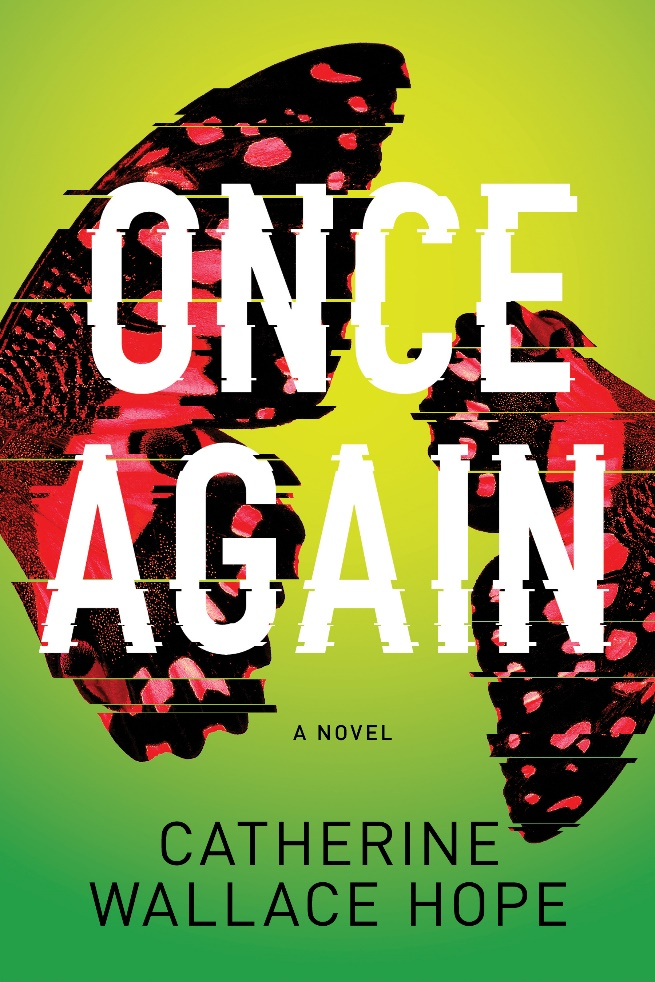 ONCE
AGAIN
A NOVEL
CATHERINE
WALLACE HOPE